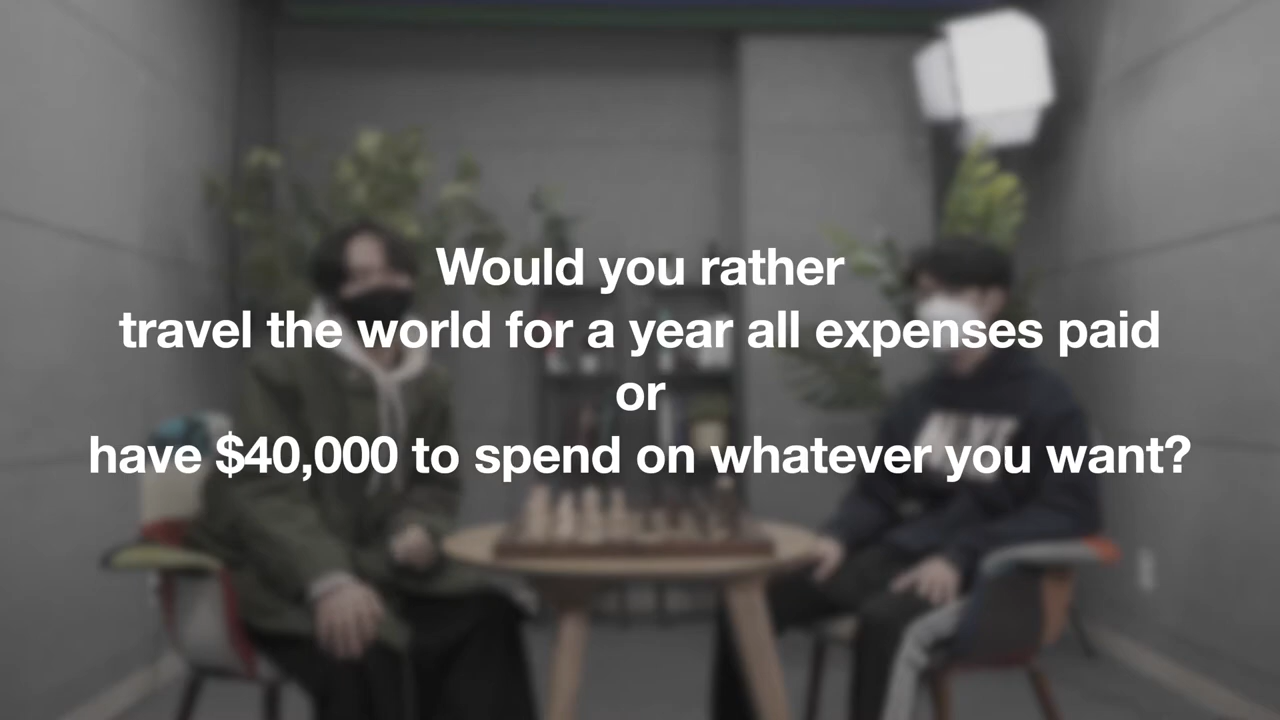 Would you rather
travel the world for a year all expenses paid
or
have $40,000 to spend on whatever you want?